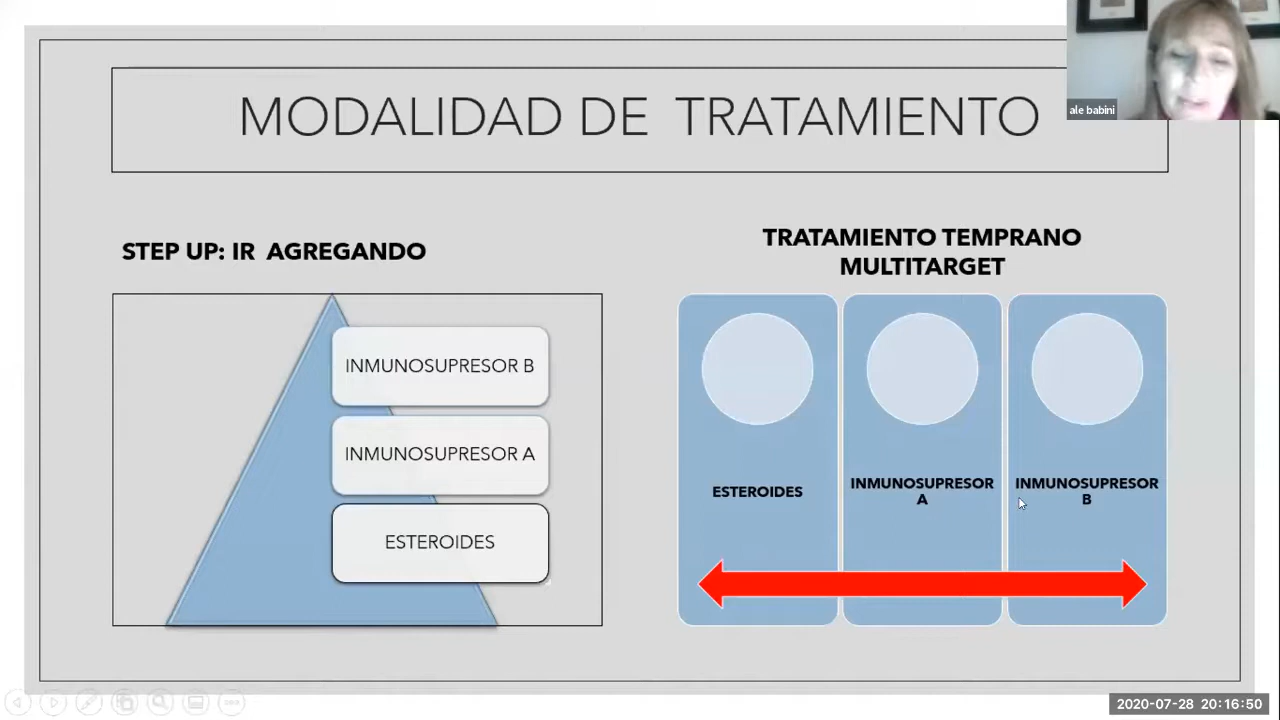 MODALIDAD DE TRATAMIENTO
ale babini
STEP UP: IR AGREGANDO
INMUNOSUPRESOR B
INMUNOSUPRESOR A
ESTEROIDES
TRATAMIENTO TEMPRANO
MULTITARGET
ESTEROIDES
INMUNOSUPRESOR
A
INMUNOSUPRESOR
B
2020-07-28 20:16:50